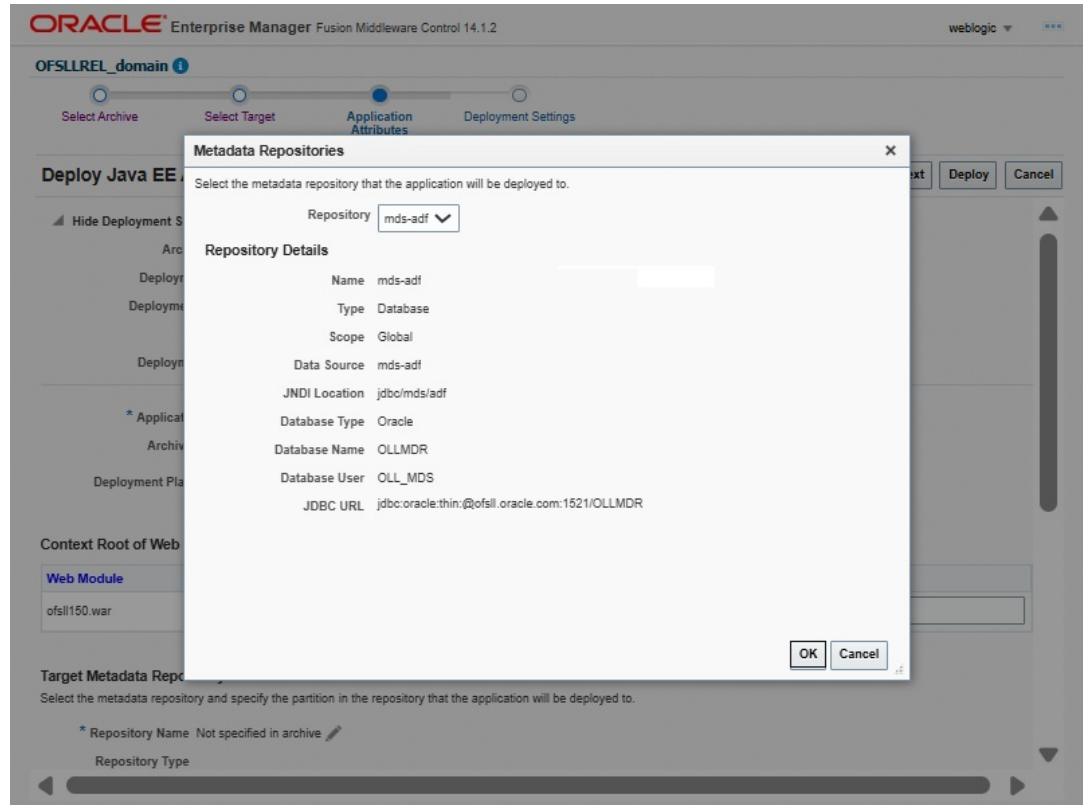 ORACLE Enterprise Manager Fusion Middleware Control 14.1.2
weblogic
OFSLLREL_domain
Select Archive
Select Target
Application Attributes
Deployment Settings
Metadata Repositories
Deploy Java EE
Deploy
Cancel
Select the metadata repository that the application will be deployed to.
Hide Deployment
Repository mds-adf
Repository Details
Name mds-adf
Type Database
Scope Global
Data Source mds-adf
JNDI Location jdbc/mds/adf
Database Type Oracle
Database Name OLLMDR
Deployment
Database User OLL_MDS
JDBC URL jdbc:oracle:thin:@ofsll.oracle.com:1521/OLLMDR
Context Root of Web
Web Module
ofsll150.war
OK
Cancel
Target Metadata
Select the metadata repository and specify the partition in the repository that the application will be deployed to.
* Repository Name Not specified in archive
Repository Type